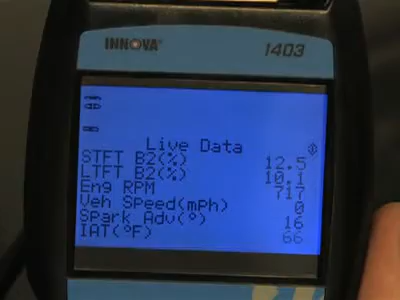 INNOVA® 1403
Live Data
STFT B2(%) 12.5
LTFT B2(%) 10.1
Eng RPM 717
Veh Speed(mph) 0
Spark Adv(°) 16
IAT(°F) 66